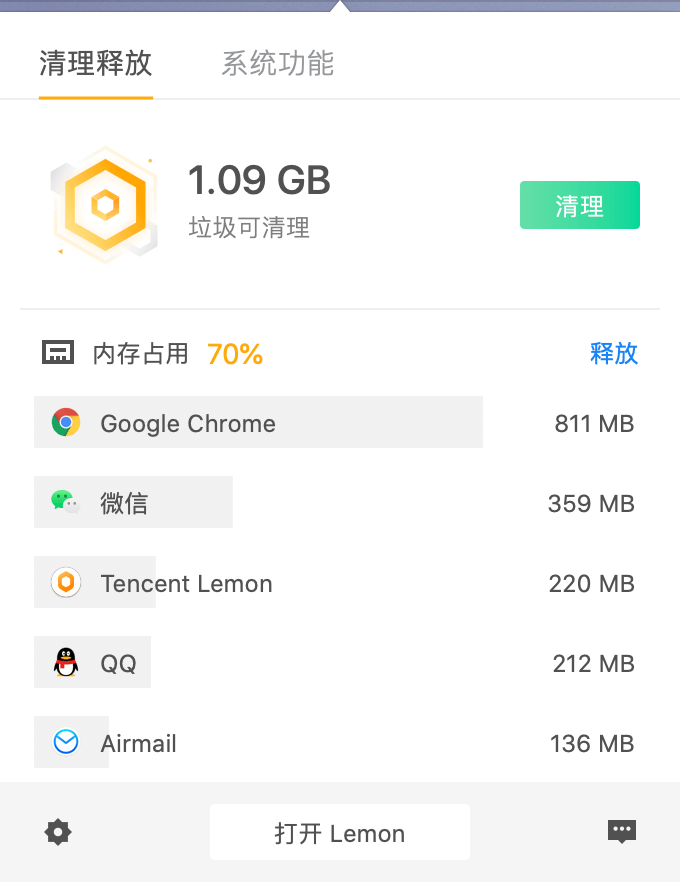 清理释放 系统功能
1.09 GB
垃圾可清理
清理
内存占用 70% 释放
Google Chrome 811 MB
微信 359 MB
Tencent Lemon 220 MB
QQ 212 MB
Airmail 136 MB
打开 Lemon